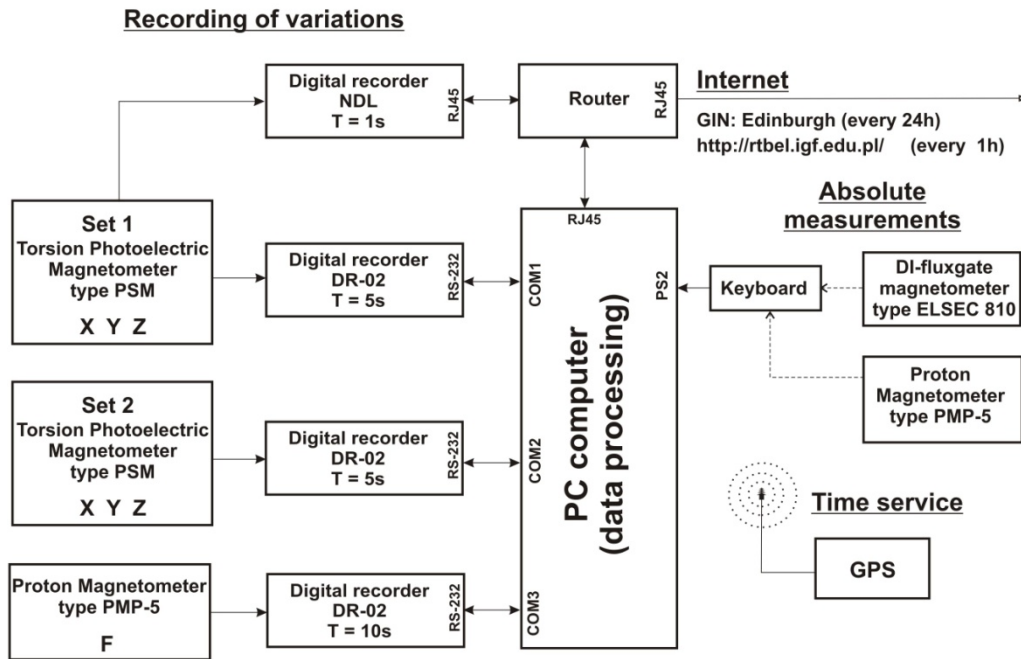 Recording of variations
Digital recorder
NDL
T = 1s
RJ45
Router
RJ45
Internet
GIN: Edinburgh (every 24h)
http://rtbel.igf.edu.pl/ (every 1h)
Set 1
Torsion Photoelectric
Magnetometer
type PSM
X Y Z
Digital recorder
DR-02
T = 5s
RS-232
Set 2
Torsion Photoelectric
Magnetometer
type PSM
X Y Z
Digital recorder
DR-02
T = 5s
RS-232
Proton Magnetometer
type PMP-5
F
Digital recorder
DR-02
T = 10s
RS-232
RJ45
COM1
COM2
COM3
PS2
PC computer
(data processing)
Absolute
measurements
Keyboard
DI-fluxgate
magnetometer
type ELSEC 810
Proton
Magnetometer
type PMP-5
Time service
GPS